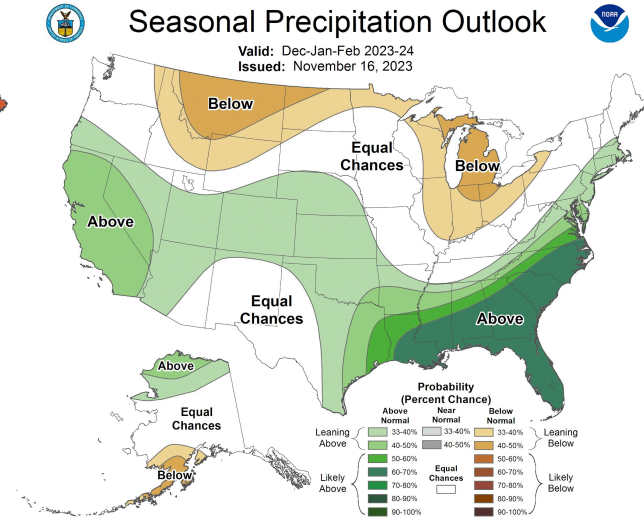 Seasonal Precipitation Outlook
Valid: Dec-Jan-Feb 2023-24
Issued: November 16, 2023
NOAA
Below
Equal
Chances
Below
Above
Equal
Chances
Above
Above
Equal
Chances
Below
Probability
(Percent Chance)
Above
Normal
Near
Normal
Below
Normal
Leaning
Above
33-40%
40-50%
33-40%
40-50%
33-40%
40-50%
Leaning
Below
Likely
Above
50-60%
60-70%
70-80%
80-90%
90-100%
Equal
Chances
50-60%
60-70%
70-80%
80-90%
90-100%
Likely
Below